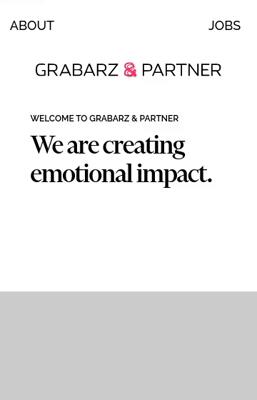 ABOUT JOBS
GRABARZ & PARTNER
WELCOME TO GRABARZ & PARTNER
We are creating
emotional impact.